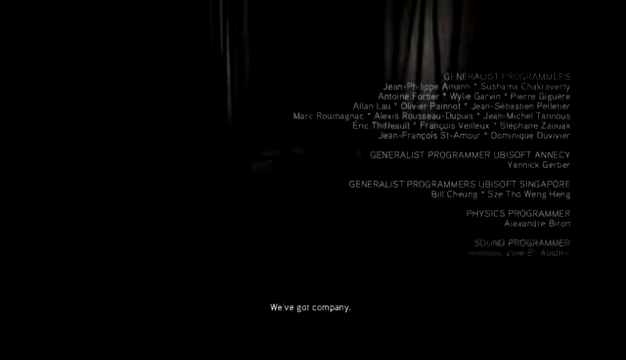 GENERALIST PROGRAMMERS
Jean-Philippe Amann * Sushama Chakraverty
Antoine Fortier * Wylie Garvin * Pierre Giguère
Allan Lau * Olivier Painnot * Jean-Sébastien Pelletier
Marc Roumagnac * Alexis Rousseau-Dupuis * Jean-Michel Tannous
Éric Thiffeault * François Veilleux * Stéphane Zaouak
Jean-François St-Amour * Dominique Duvivier
GENERALIST PROGRAMMER UBISOFT ANNECY
Yannick Gerber
GENERALIST PROGRAMMERS UBISOFT SINGAPORE
Bill Cheung * Sze Tho Weng Heng
PHYSICS PROGRAMMER
Alexandre Biron
SOUND PROGRAMMER
We've got company.